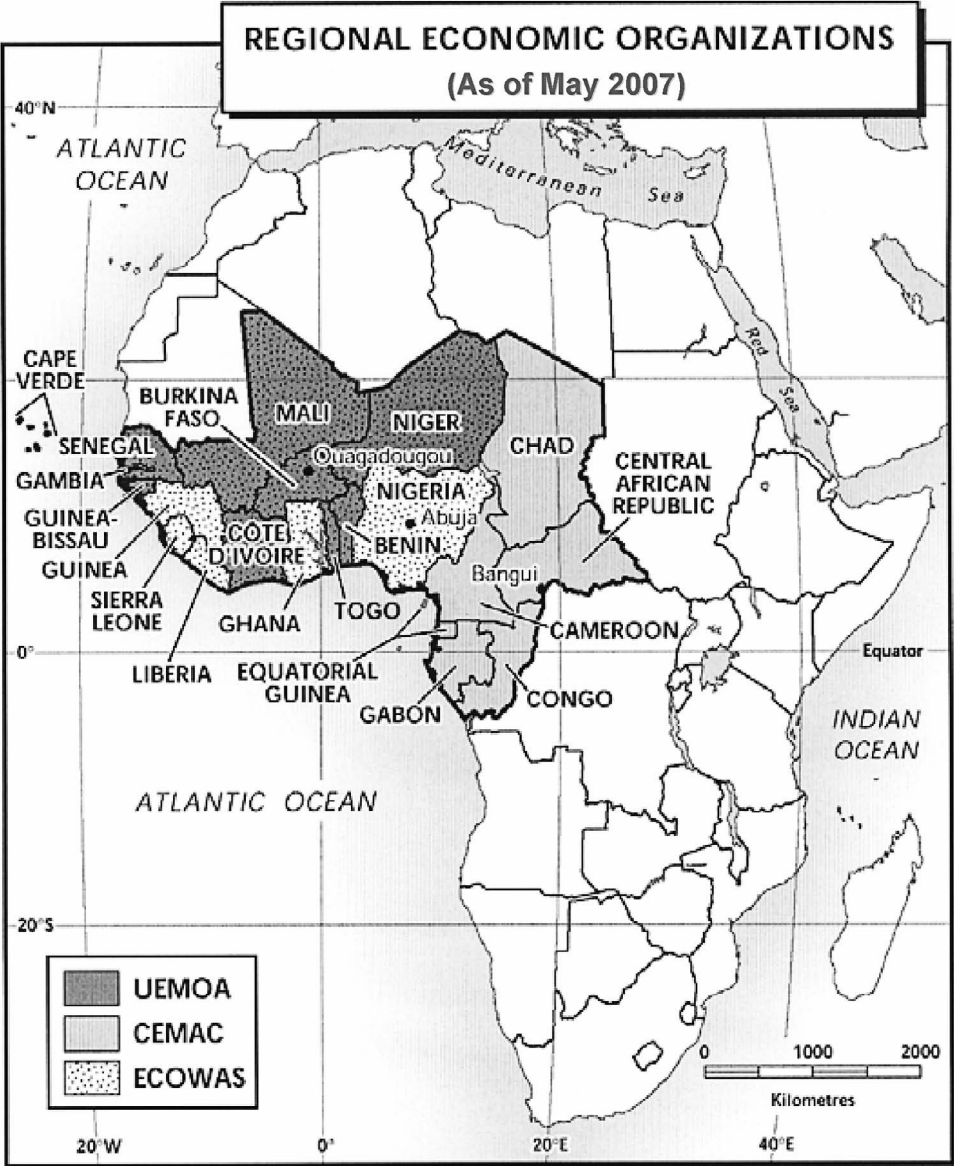 REGIONAL ECONOMIC ORGANIZATIONS
(As of May 2007)
40°N
ATLANTIC
OCEAN
Mediterranean Sea
Red Sea
CAPE
VERDE
BURKINA
FASO
MALI
NIGER
CHAD
SENEGAL
Ouagadougou
CENTRAL
AFRICAN
REPUBLIC
GAMBIA
NIGERIA
GUINEA-
BISSAU
Abuja
CÔTE
D'IVOIRE
BENIN
GUINEA
Bangui
SIERRA
LEONE
GHANA
TOGO
CAMEROON
0°
Equator
LIBERIA
EQUATORIAL
GUINEA
GABON
CONGO
INDIAN
OCEAN
ATLANTIC OCEAN
20°S
UEMOA
CEMAC
ECOWAS
0 1000 2000
Kilometres
20°W 0° 20°E 40°E